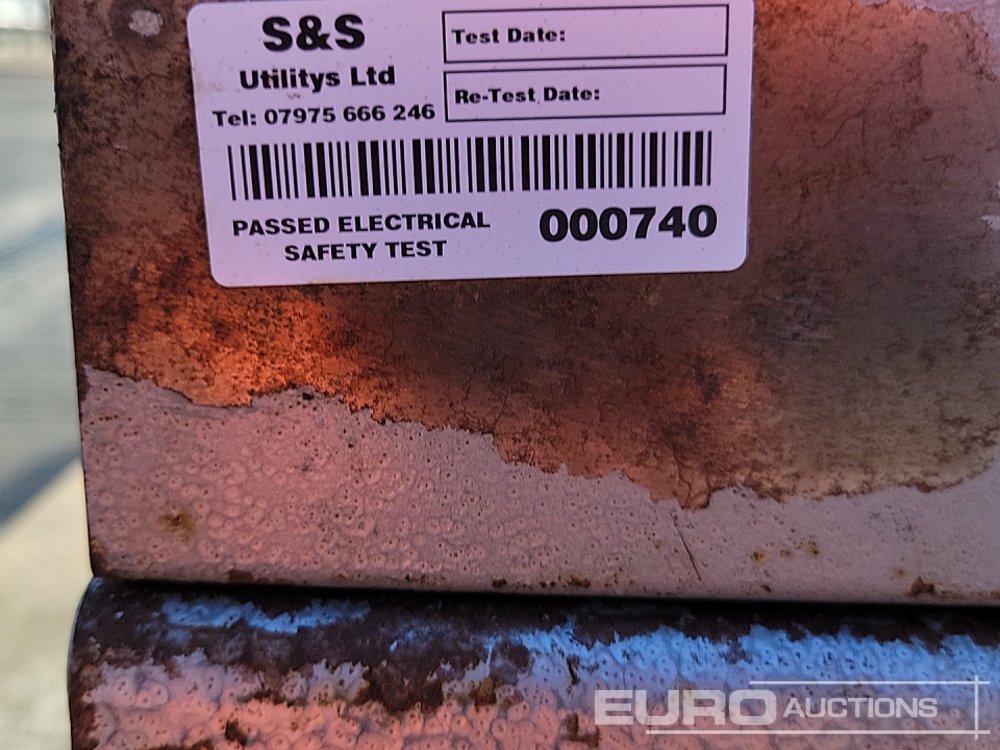 S&S
Utilitys Ltd
Tel: 07975 666 246
Test Date:
Re-Test Date:
PASSED ELECTRICAL
SAFETY TEST
000740
EURO AUCTIONS